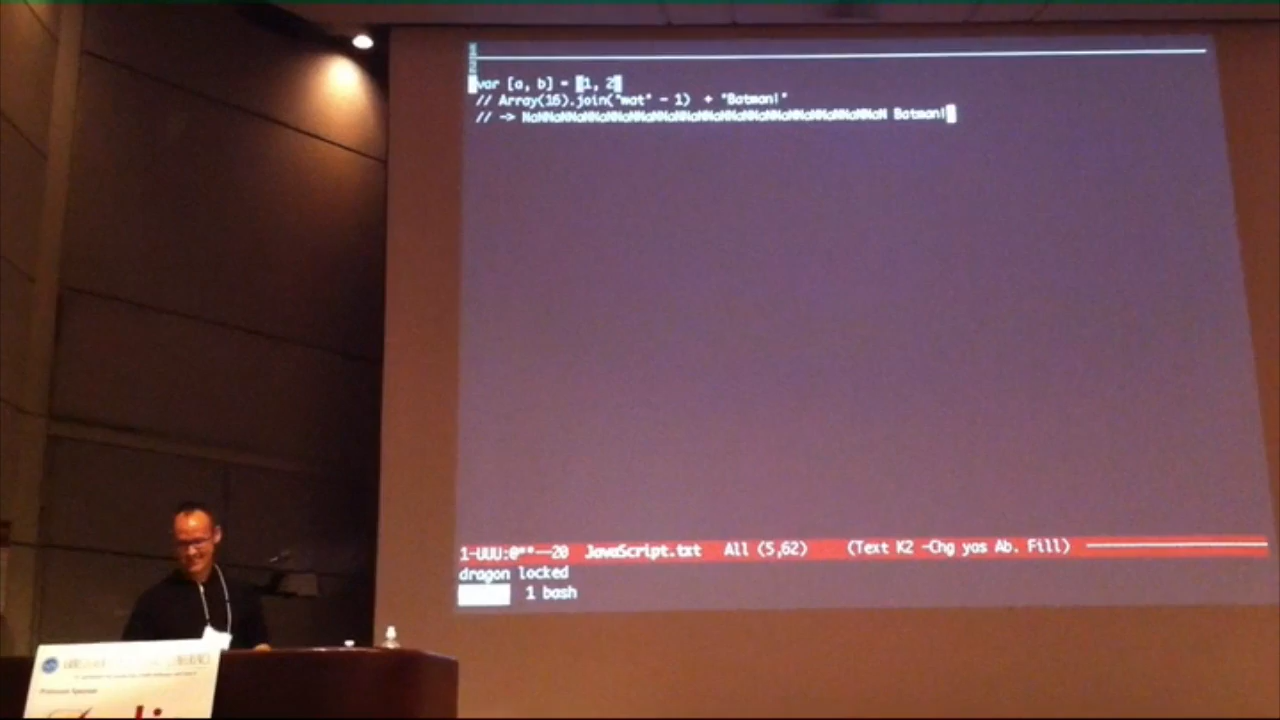 var [a, b] = [1, 2]
// Array(16).join("wat" - 1) + "Batman!"
// -> NaNNaNNaNNaNNaNNaNNaNNaNNaNNaNNaNNaNNaNNaNNaN Batman!
1-UUU:@**--20 JavaScript.txt All (5,62) (Text K2 -Chg yas Ab. Fill)
dragon locked
1 bash